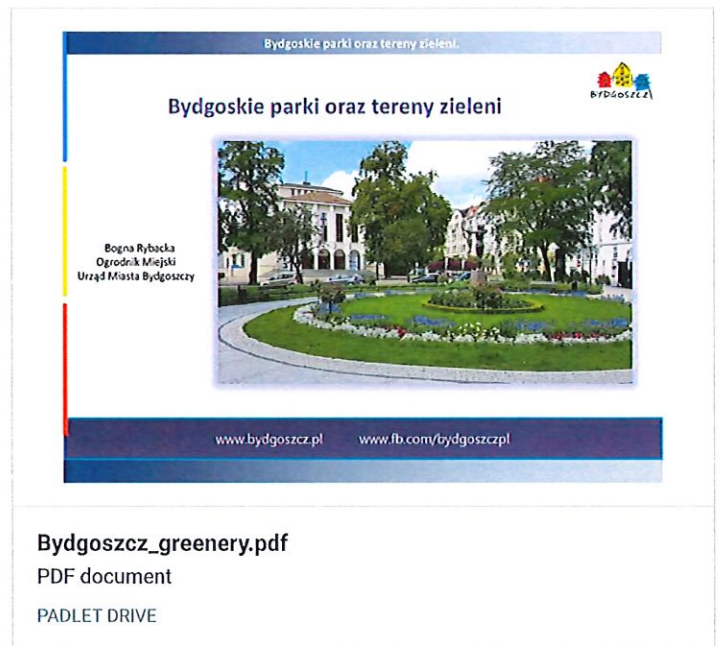 Bydgoskie parki oraz tereny zieleni.
BYDGOSZCZ
Bydgoskie parki oraz tereny zieleni
Bogna Rybacka
Ogrodnik Miejski
Urząd Miasta Bydgoszczy
www.bydgoszcz.pl www.fb.com/bydgoszczpl
Bydgoszcz_greenery.pdf
PDF document
PADLET DRIVE